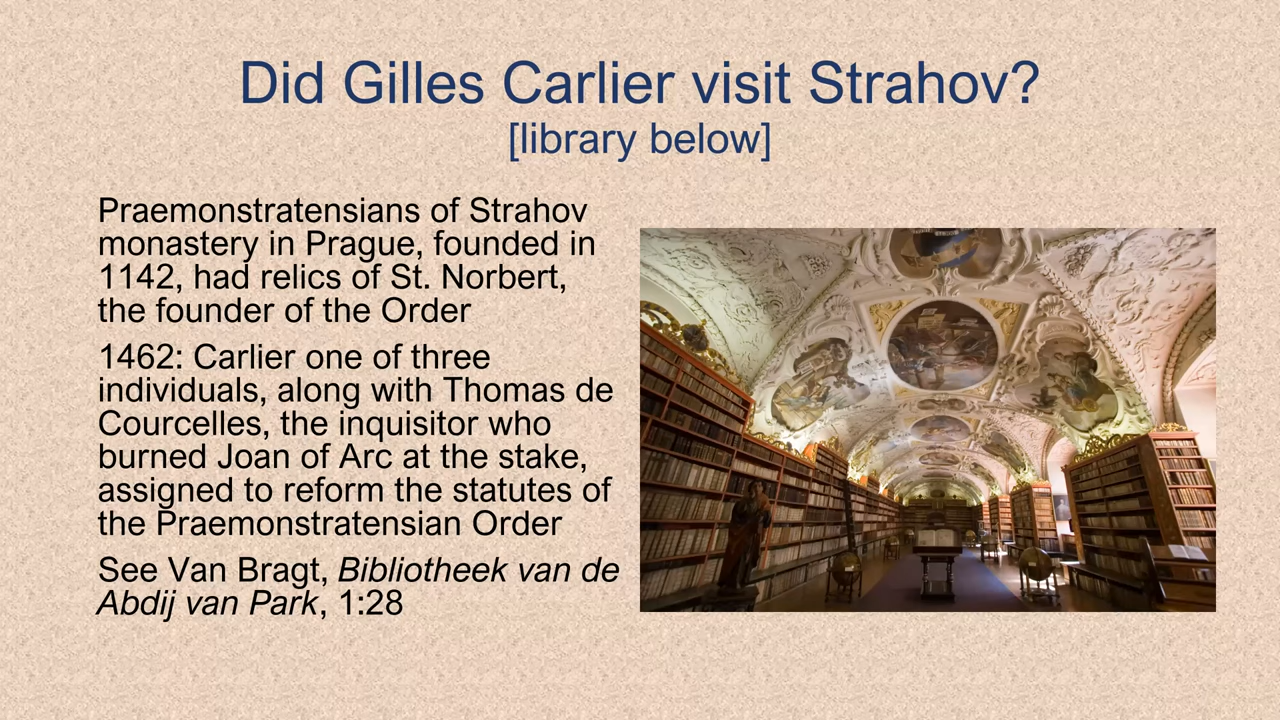 Did Gilles Carlier visit Strahov?
[library below]
Praemonstratensians of Strahov
monastery in Prague, founded in
1142, had relics of St. Norbert,
the founder of the Order
1462: Carlier one of three
individuals, along with Thomas de
Courcelles, the inquisitor who
burned Joan of Arc at the stake,
assigned to reform the statutes of
the Praemonstratensian Order
See Van Bragt, Bibliotheek van de
Abdij van Park, 1:28